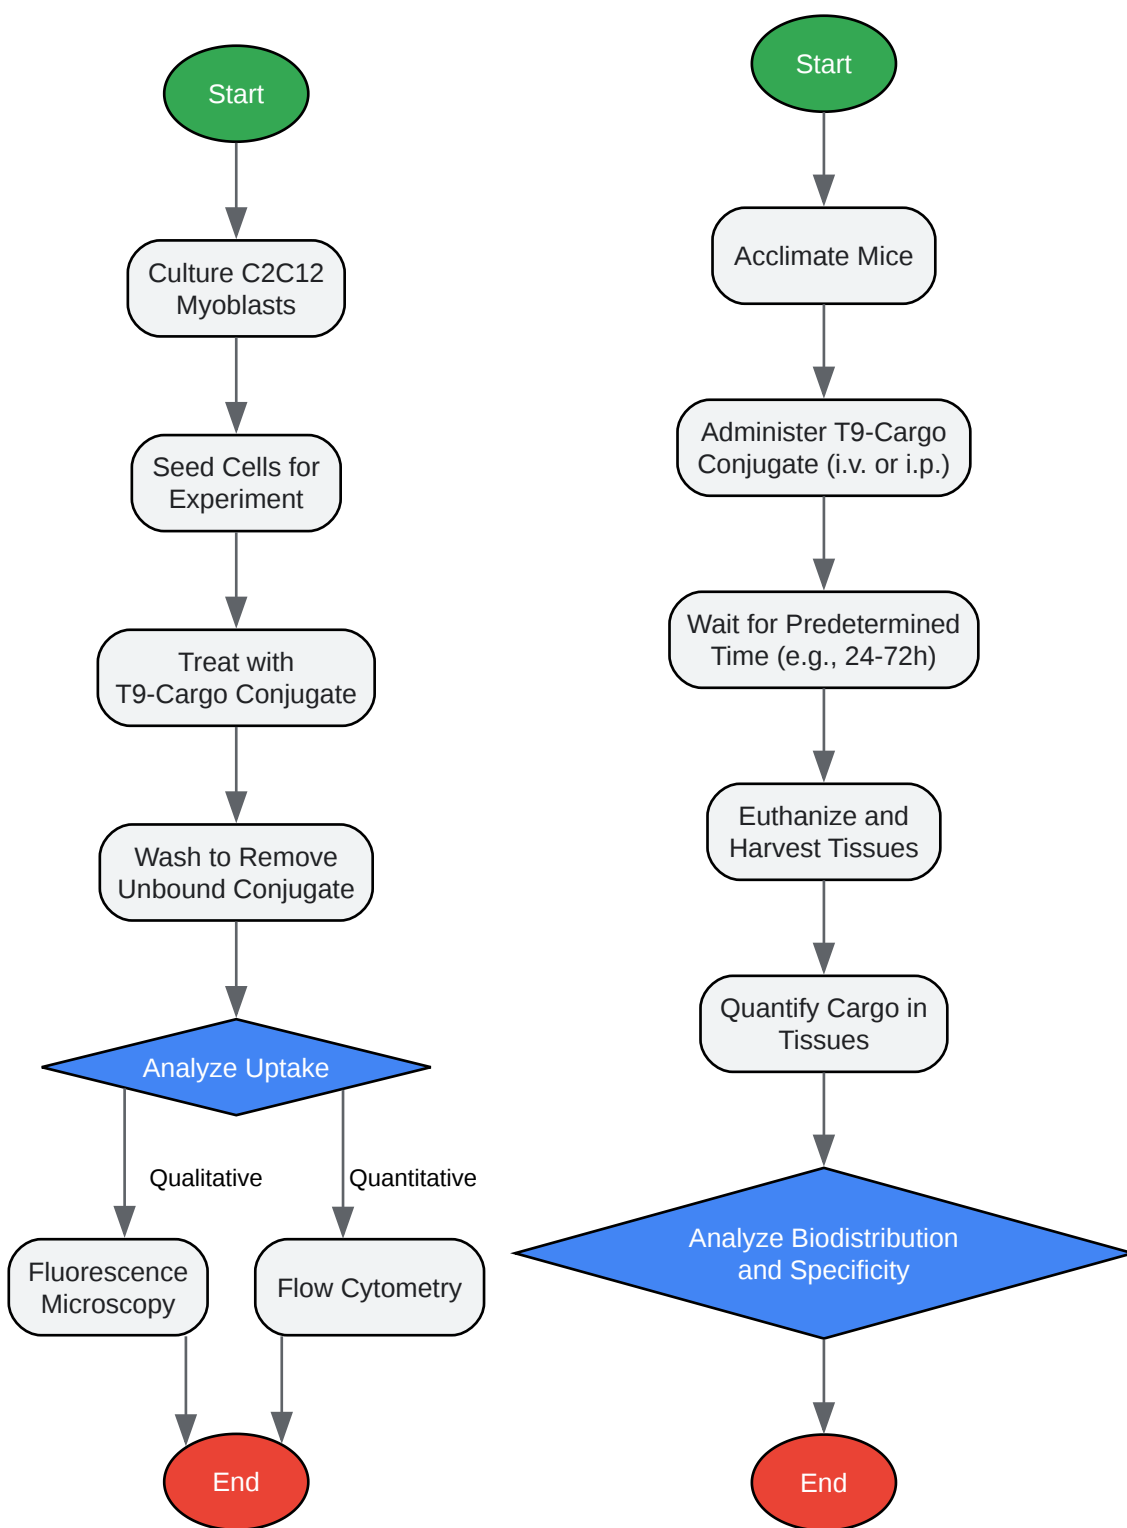 Start
Culture C2C12
Myoblasts
Seed Cells for
Experiment
Treat with
T9-Cargo Conjugate
Wash to Remove
Unbound Conjugate
Analyze Uptake
Qualitative
Quantitative
Fluorescence
Microscopy
Flow Cytometry
End
Start
Acclimate Mice
Administer T9-Cargo
Conjugate (i.v. or i.p.)
Wait for Predetermined
Time (e.g., 24-72h)
Euthanize and
Harvest Tissues
Quantify Cargo in
Tissues
Analyze Biodistribution
and Specificity
End